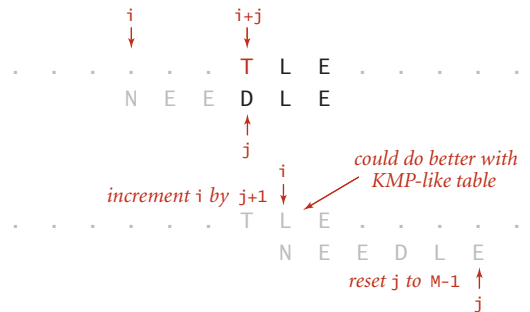 i i+j
. . . . . . T L E . . . . .
N E E D L E
j
i
could do better with
KMP-like table
increment i by j+1
. . . . . . T L E . . . . .
N E E D L E
reset j to M-1
j